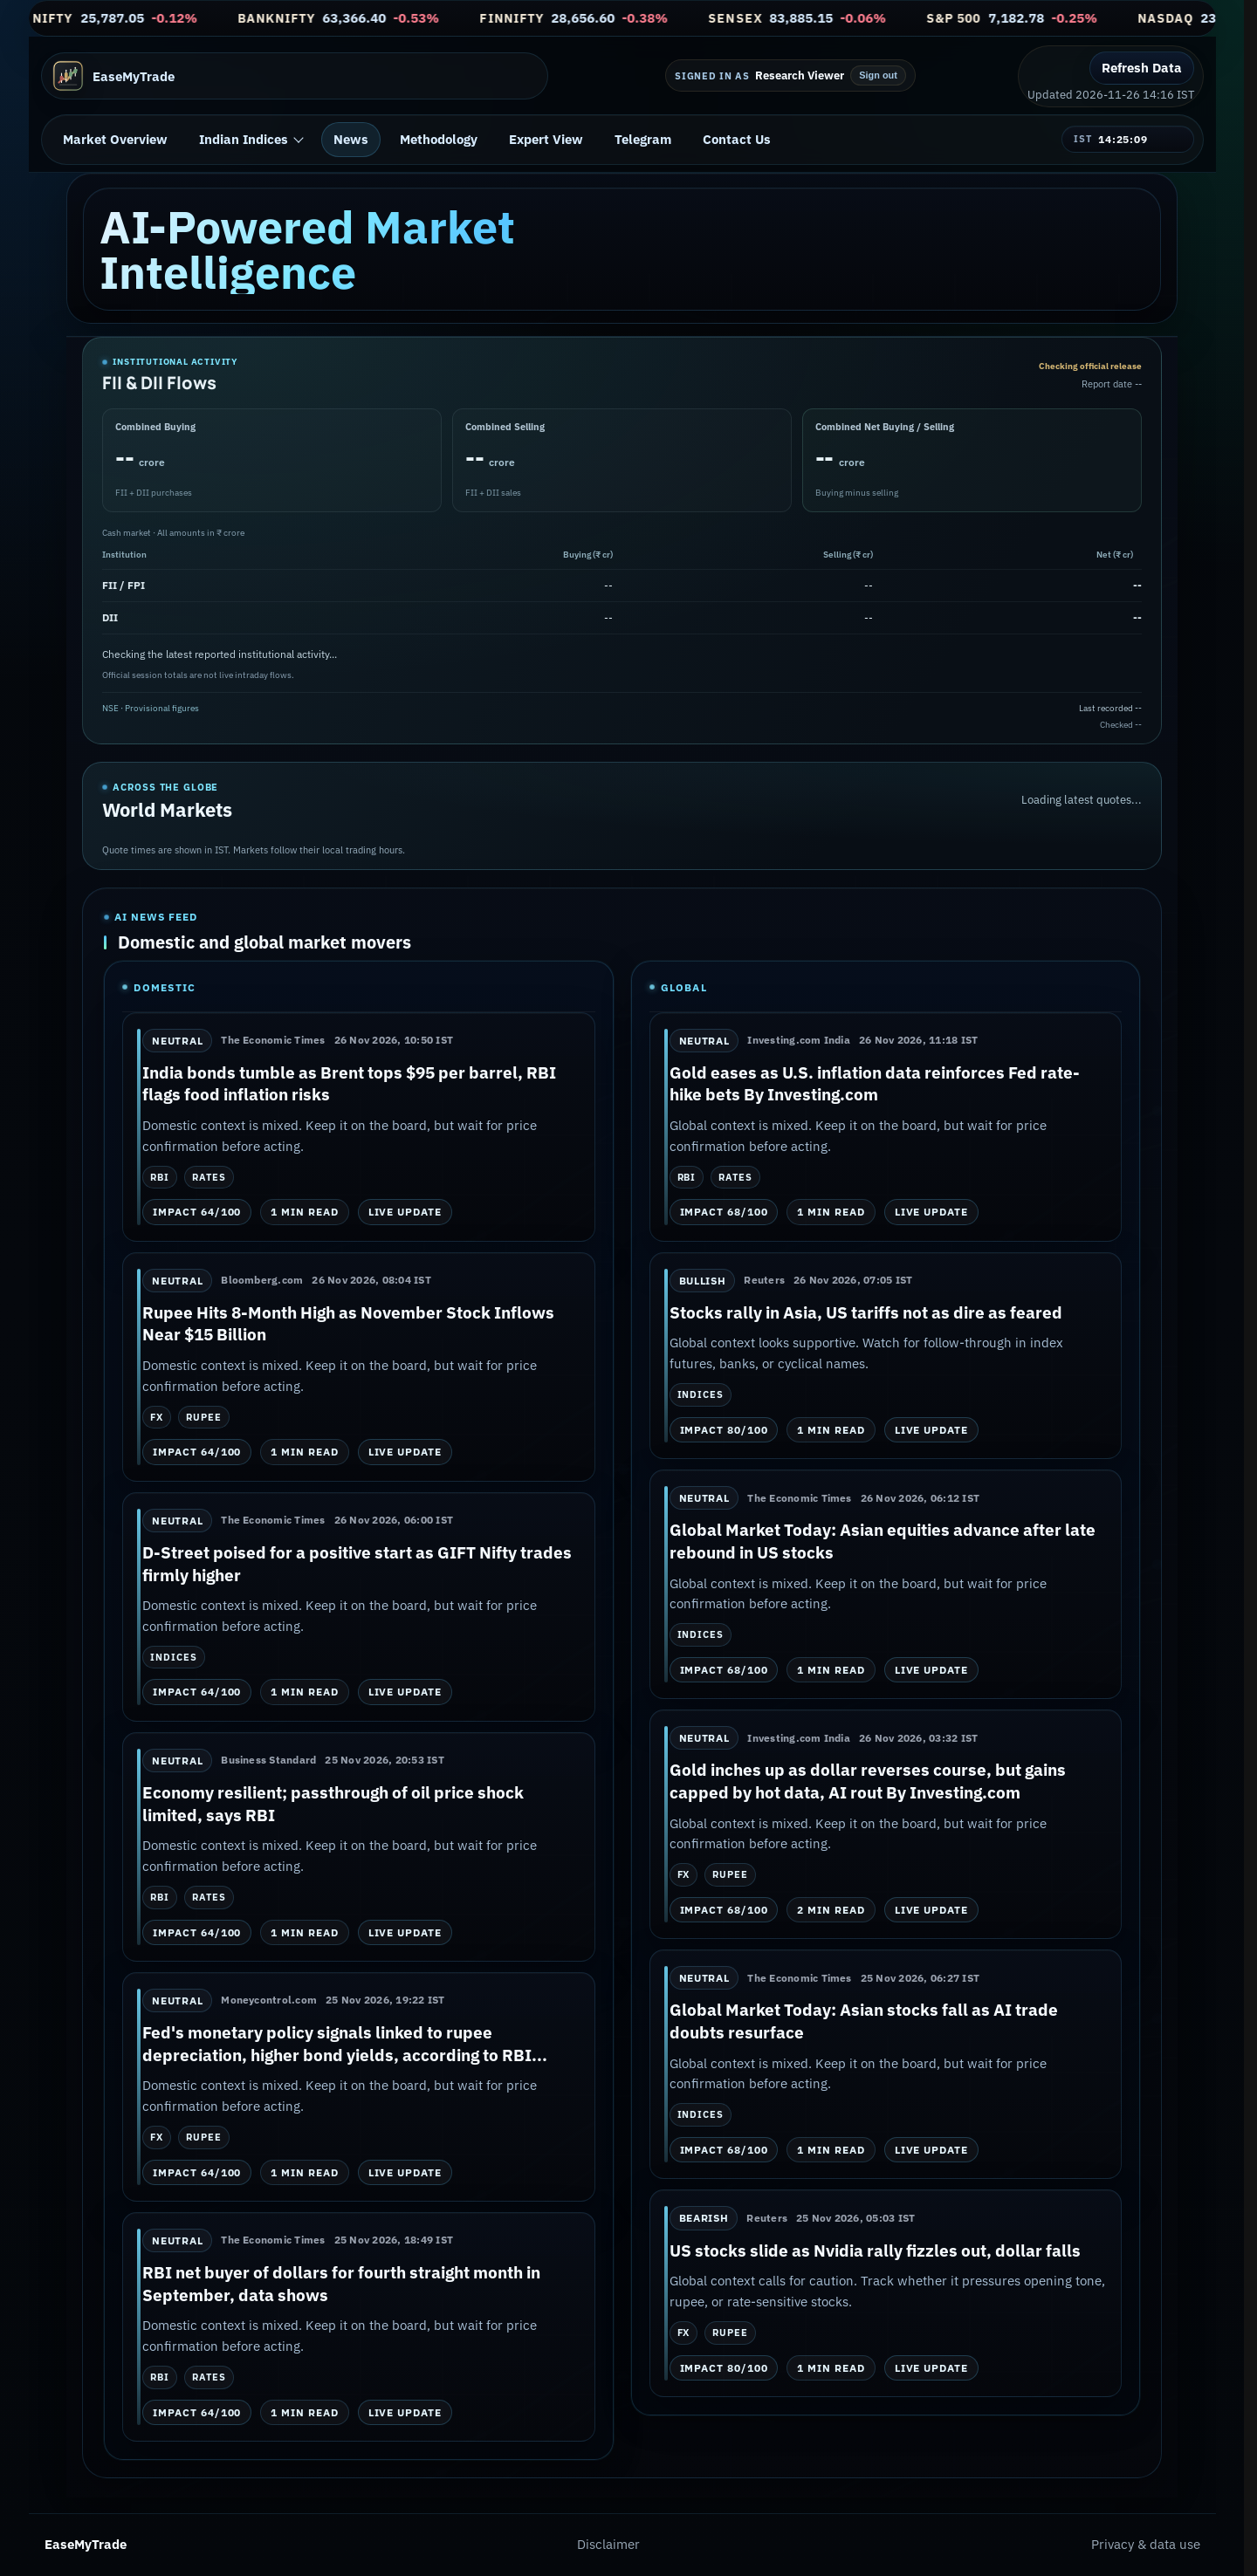 NIFTY 25,787.05 -0.12% BANKNIFTY 63,366.40 -0.53% FINNIFTY 28,656.60 -0.38% SENSEX 83,885.15 -0.06% S&P 500 7,182.78 -0.25% NASDAQ 23
EaseMyTrade
SIGNED IN AS Research Viewer Sign out
Refresh Data
Updated 2026-11-26 14:16 IST
Market Overview Indian Indices News Methodology Expert View Telegram Contact Us
IST 14:25:09
AI-Powered Market
Intelligence
INSTITUTIONAL ACTIVITY
FII & DII Flows
Checking official release
Report date --
Combined Buying
-- crore
FII + DII purchases
Combined Selling
-- crore
FII + DII sales
Combined Net Buying / Selling
-- crore
Buying minus selling
Cash market · All amounts in ₹ crore
Institution Buying (₹ cr) Selling (₹ cr) Net (₹ cr)
FII / FPI -- -- --
DII -- -- --
Checking the latest reported institutional activity...
Official session totals are not live intraday flows.
NSE · Provisional figures
Last recorded --
Checked --
ACROSS THE GLOBE
World Markets
Loading latest quotes...
Quote times are shown in IST. Markets follow their local trading hours.
AI NEWS FEED
Domestic and global market movers
DOMESTIC
NEUTRAL The Economic Times 26 Nov 2026, 10:50 IST
India bonds tumble as Brent tops $95 per barrel, RBI
flags food inflation risks
Domestic context is mixed. Keep it on the board, but wait for price
confirmation before acting.
RBI RATES
IMPACT 64/100 1 MIN READ LIVE UPDATE
NEUTRAL Bloomberg.com 26 Nov 2026, 08:04 IST
Rupee Hits 8-Month High as November Stock Inflows
Near $15 Billion
Domestic context is mixed. Keep it on the board, but wait for price
confirmation before acting.
FX RUPEE
IMPACT 64/100 1 MIN READ LIVE UPDATE
NEUTRAL The Economic Times 26 Nov 2026, 06:00 IST
D-Street poised for a positive start as GIFT Nifty trades
firmly higher
Domestic context is mixed. Keep it on the board, but wait for price
confirmation before acting.
INDICES
IMPACT 64/100 1 MIN READ LIVE UPDATE
NEUTRAL Business Standard 25 Nov 2026, 20:53 IST
Economy resilient; passthrough of oil price shock
limited, says RBI
Domestic context is mixed. Keep it on the board, but wait for price
confirmation before acting.
RBI RATES
IMPACT 64/100 1 MIN READ LIVE UPDATE
NEUTRAL Moneycontrol.com 25 Nov 2026, 19:22 IST
Fed's monetary policy signals linked to rupee
depreciation, higher bond yields, according to RBI...
Domestic context is mixed. Keep it on the board, but wait for price
confirmation before acting.
FX RUPEE
IMPACT 64/100 1 MIN READ LIVE UPDATE
NEUTRAL The Economic Times 25 Nov 2026, 18:49 IST
RBI net buyer of dollars for fourth straight month in
September, data shows
Domestic context is mixed. Keep it on the board, but wait for price
confirmation before acting.
RBI RATES
IMPACT 64/100 1 MIN READ LIVE UPDATE
GLOBAL
NEUTRAL Investing.com India 26 Nov 2026, 11:18 IST
Gold eases as U.S. inflation data reinforces Fed rate-
hike bets By Investing.com
Global context is mixed. Keep it on the board, but wait for price
confirmation before acting.
RBI RATES
IMPACT 68/100 1 MIN READ LIVE UPDATE
BULLISH Reuters 26 Nov 2026, 07:05 IST
Stocks rally in Asia, US tariffs not as dire as feared
Global context looks supportive. Watch for follow-through in index
futures, banks, or cyclical names.
INDICES
IMPACT 80/100 1 MIN READ LIVE UPDATE
NEUTRAL The Economic Times 26 Nov 2026, 06:12 IST
Global Market Today: Asian equities advance after late
rebound in US stocks
Global context is mixed. Keep it on the board, but wait for price
confirmation before acting.
INDICES
IMPACT 68/100 1 MIN READ LIVE UPDATE
NEUTRAL Investing.com India 26 Nov 2026, 03:32 IST
Gold inches up as dollar reverses course, but gains
capped by hot data, AI rout By Investing.com
Global context is mixed. Keep it on the board, but wait for price
confirmation before acting.
FX RUPEE
IMPACT 68/100 2 MIN READ LIVE UPDATE
NEUTRAL The Economic Times 25 Nov 2026, 06:27 IST
Global Market Today: Asian stocks fall as AI trade
doubts resurface
Global context is mixed. Keep it on the board, but wait for price
confirmation before acting.
INDICES
IMPACT 68/100 1 MIN READ LIVE UPDATE
BEARISH Reuters 25 Nov 2026, 05:03 IST
US stocks slide as Nvidia rally fizzles out, dollar falls
Global context calls for caution. Track whether it pressures opening tone,
rupee, or rate-sensitive stocks.
FX RUPEE
IMPACT 80/100 1 MIN READ LIVE UPDATE
EaseMyTrade Disclaimer Privacy & data use